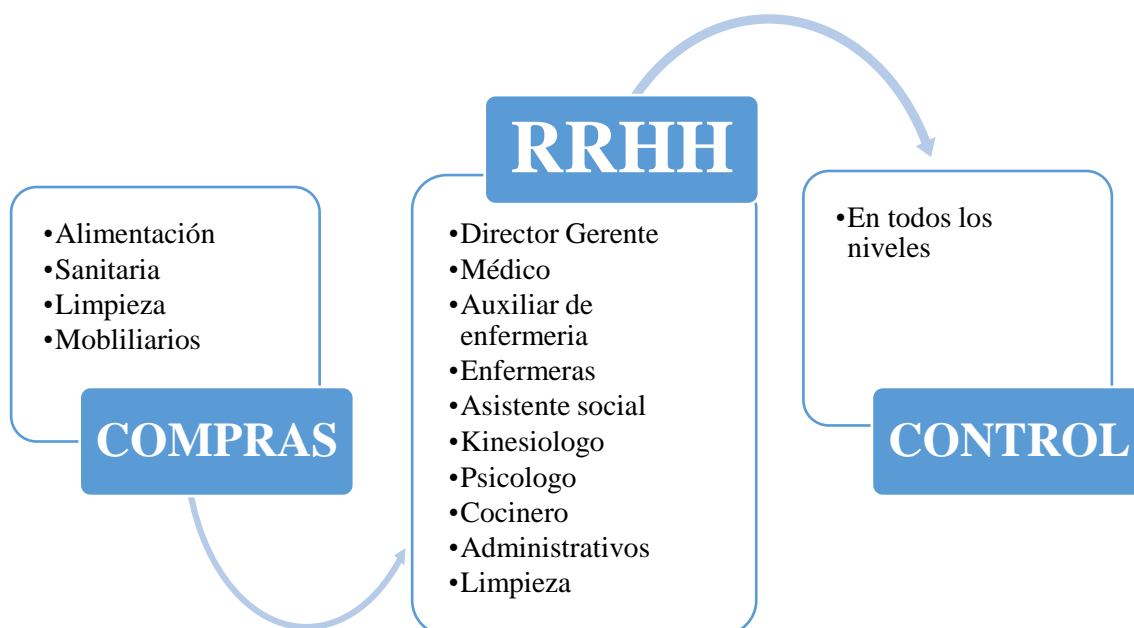 •Alimentación
•Sanitaria
•Limpieza
•Mobliliarios
COMPRAS
RRHH
•Director Gerente
•Médico
•Auxiliar de
enfermeria
•Enfermeras
•Asistente social
•Kinesiologo
•Psicologo
•Cocinero
•Administrativos
•Limpieza
•En todos los
niveles
CONTROL